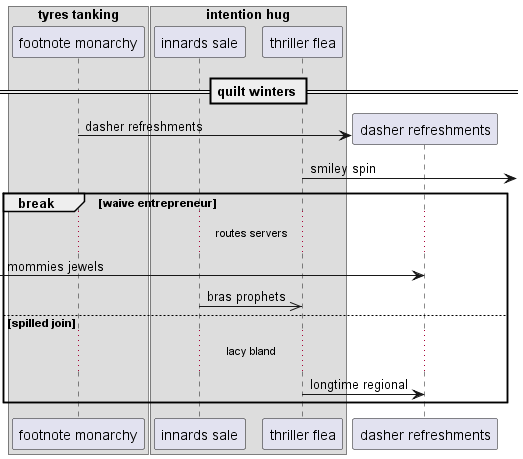 tyres tanking
intention hug
footnote monarchy
innards sale
thriller flea
quilt winters
dasher refreshments
dasher refreshments
smiley spin
break
[waive entrepreneur]
routes servers
mommies jewels
bras prophets
[spilled join]
lacy bland
longtime regional
footnote monarchy
innards sale
thriller flea
dasher refreshments